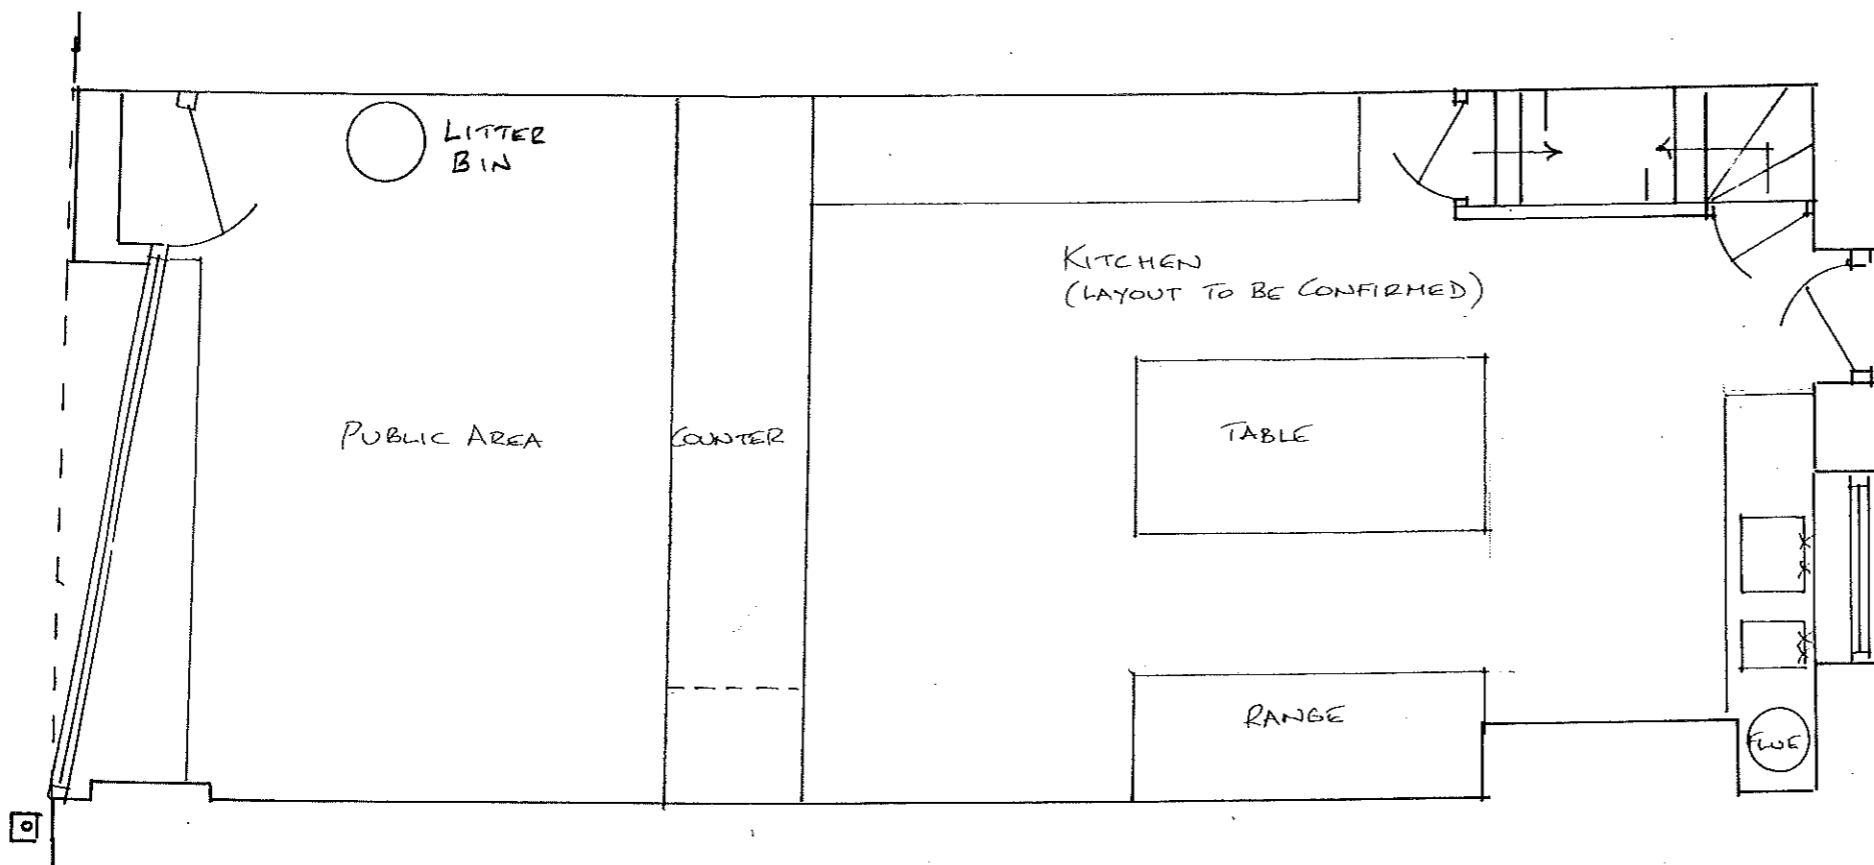 LITTER
BIN
KITCHEN
(LAYOUT TO BE CONFIRMED)
PUBLIC AREA
COUNTER
TABLE
RANGE
FLUE